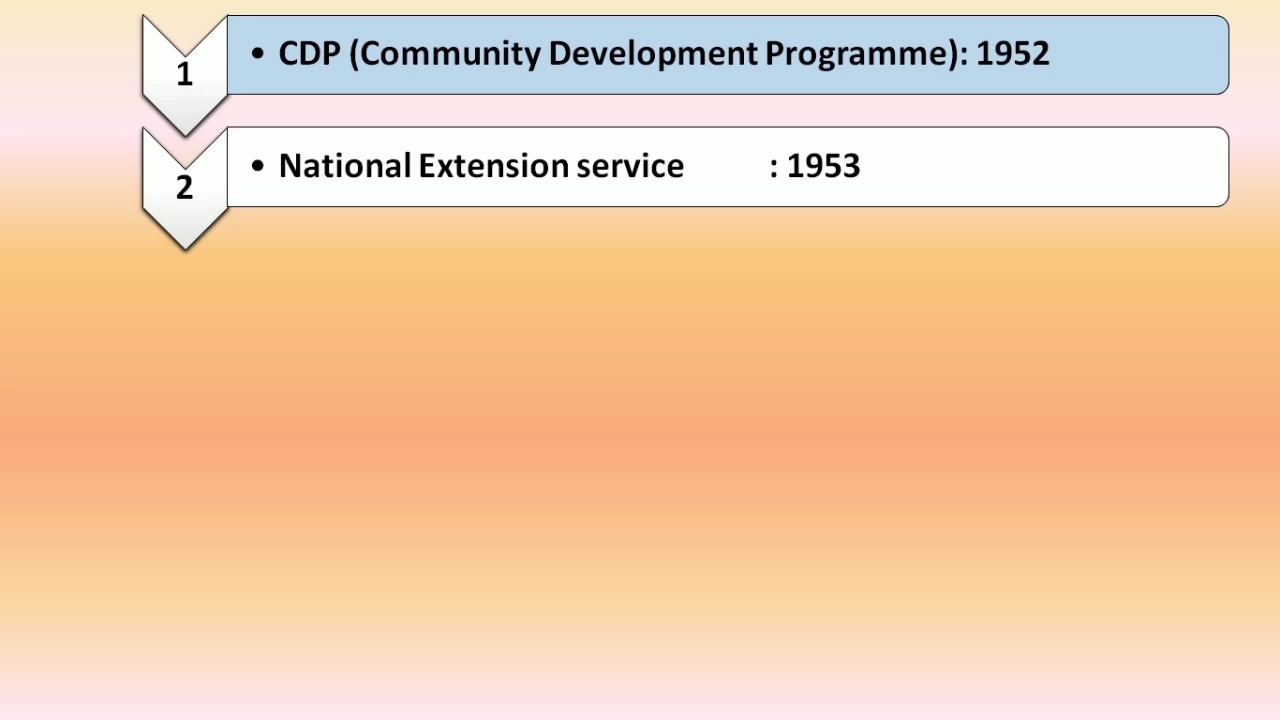 1
• CDP (Community Development Programme): 1952
2
• National Extension service : 1953